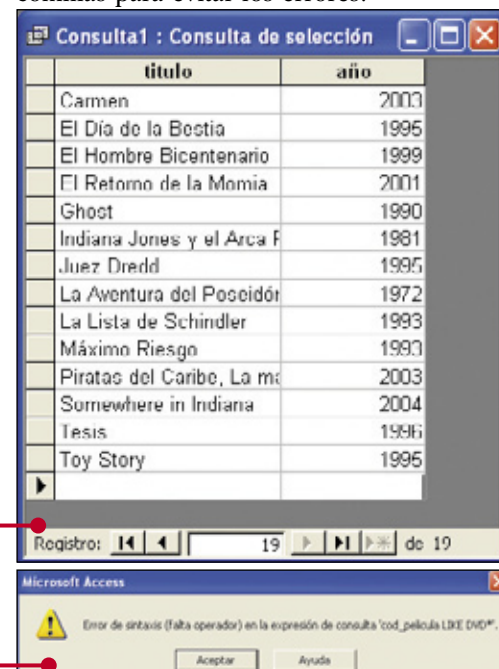 comillas para evitar los errores.
Consulta1 : Consulta de selección
titulo año
Carmen 2003
El Día de la Bestia 1995
El Hombre Bicentenario 1999
El Retorno de la Momia 2001
Ghost 1990
Indiana Jones y el Arca P
Juez Dredd 1995
La Aventura del Poseidón 1972
La Lista de Schindler 1993
Máximo Riesgo 1993
Piratas del Caribe, La ma 2003
Somewhere in Indiana 2004
Tesis 1996
Toy Story 1995
Registro: 19 de 19
Microsoft Access
Error de sintaxis (falta operador) en la expresión de consulta 'cod_pelicula LIKE DVD*'.
Aceptar Ayuda